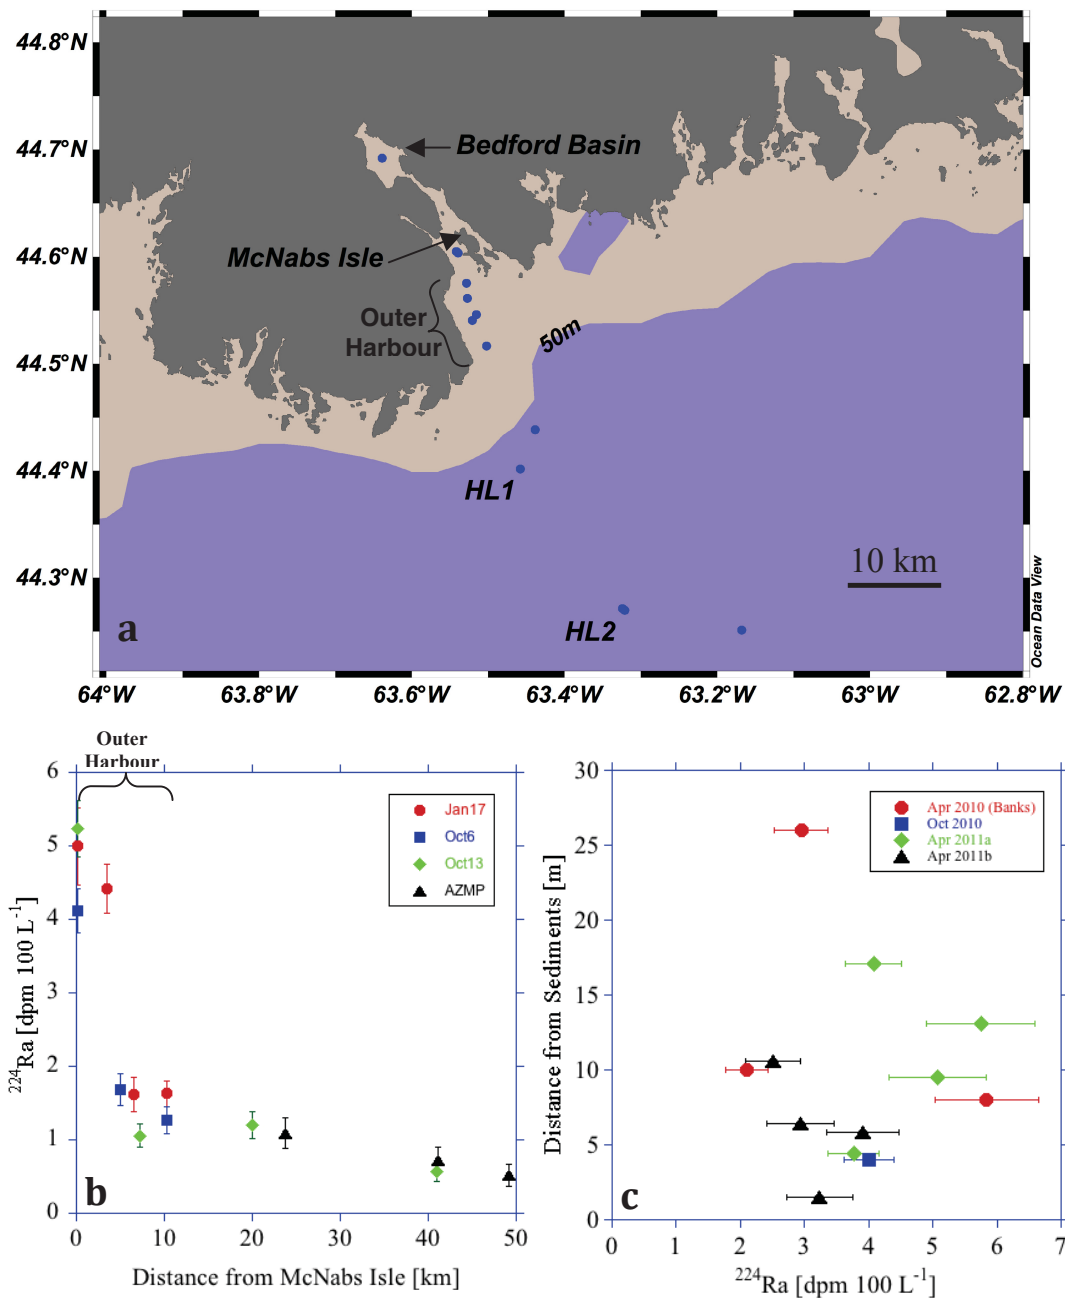 44.8°N
44.7°N
44.6°N
44.5°N
44.4°N
44.3°N
Bedford Basin
McNabs Isle
Outer
Harbour
50m
HL1
HL2
10 km
a
Ocean Data View
64°W
63.8°W
63.6°W
63.4°W
63.2°W
63°W
62.8°W
Outer
Harbour
6
5
4
3
2
1
0
224Ra [dpm 100 L-1]
Jan17
Oct6
Oct13
AZMP
b
0
10
20
30
40
50
Distance from McNabs Isle [km]
30
25
20
15
10
5
0
Distance from Sediments [m]
Apr 2010 (Banks)
Oct 2010
Apr 2011a
Apr 2011b
c
0
1
2
3
4
5
6
7
224Ra [dpm 100 L-1]